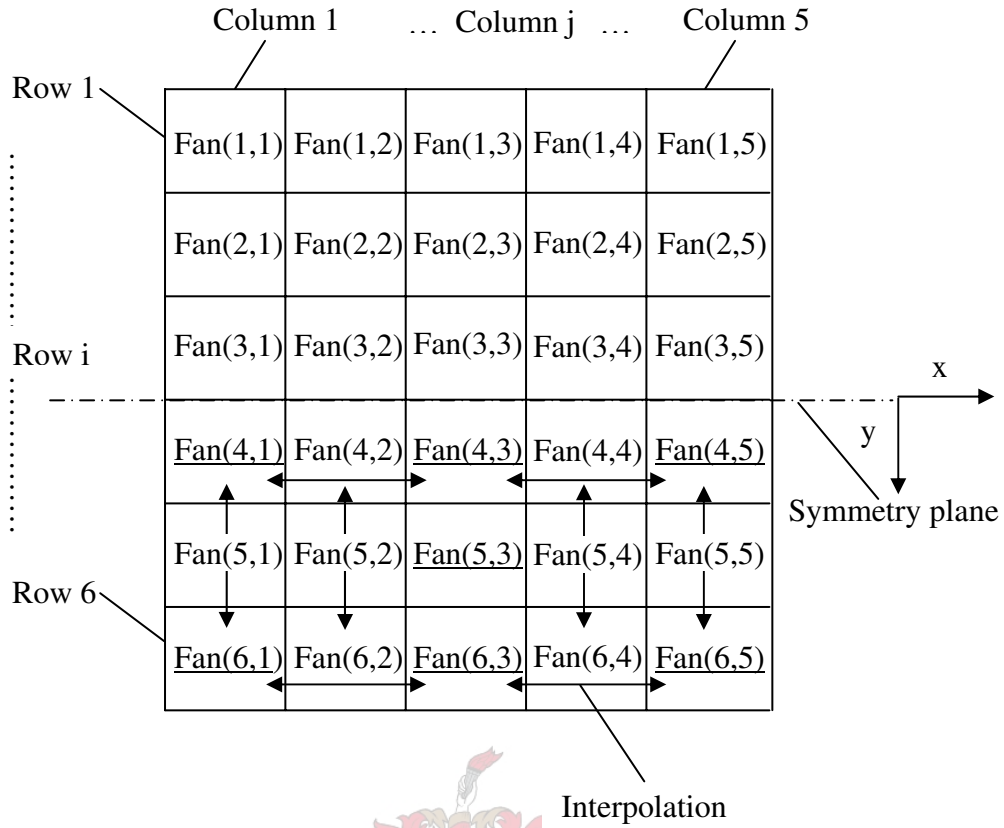 Column 1 … Column j … Column 5
Row 1
Fan(1,1) Fan(1,2) Fan(1,3) Fan(1,4) Fan(1,5)
Fan(2,1) Fan(2,2) Fan(2,3) Fan(2,4) Fan(2,5)
Fan(3,1) Fan(3,2) Fan(3,3) Fan(3,4) Fan(3,5)
Row i
x
y
Fan(4,1) Fan(4,2) Fan(4,3) Fan(4,4) Fan(4,5)
Symmetry plane
Fan(5,1) Fan(5,2) Fan(5,3) Fan(5,4) Fan(5,5)
Row 6
Fan(6,1) Fan(6,2) Fan(6,3) Fan(6,4) Fan(6,5)
Interpolation